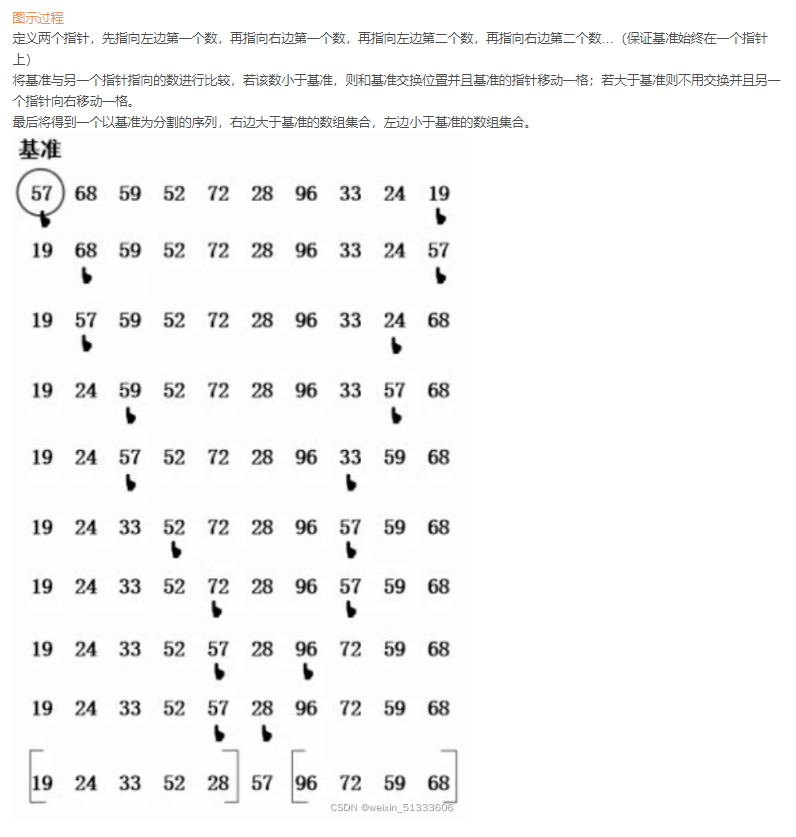 图示过程
定义两个指针，先指向左边第一个数，再指向右边第一个数，再指向左边第二个数，再指向右边第二个数…（保证基准始终在一个指针
上）
将基准与另一个指针指向的数进行比较，若该数小于基准，则和基准交换位置并且基准的指针移动一格；若大于基准则不用交换并且另一
个指针向右移动一格。
最后将得到一个以基准为分割的序列，右边大于基准的数组集合，左边小于基准的数组集合。
基准
57 68 59 52 72 28 96 33 24 19
19 68 59 52 72 28 96 33 24 57
19 57 59 52 72 28 96 33 24 68
19 24 59 52 72 28 96 33 57 68
19 24 57 52 72 28 96 33 59 68
19 24 33 52 72 28 96 57 59 68
19 24 33 52 72 28 96 57 59 68
19 24 33 52 57 28 96 72 59 68
19 24 33 52 57 28 96 72 59 68
[19 24 33 52 28] 57 [96 72 59 68]
CSDN @weixin_51333606